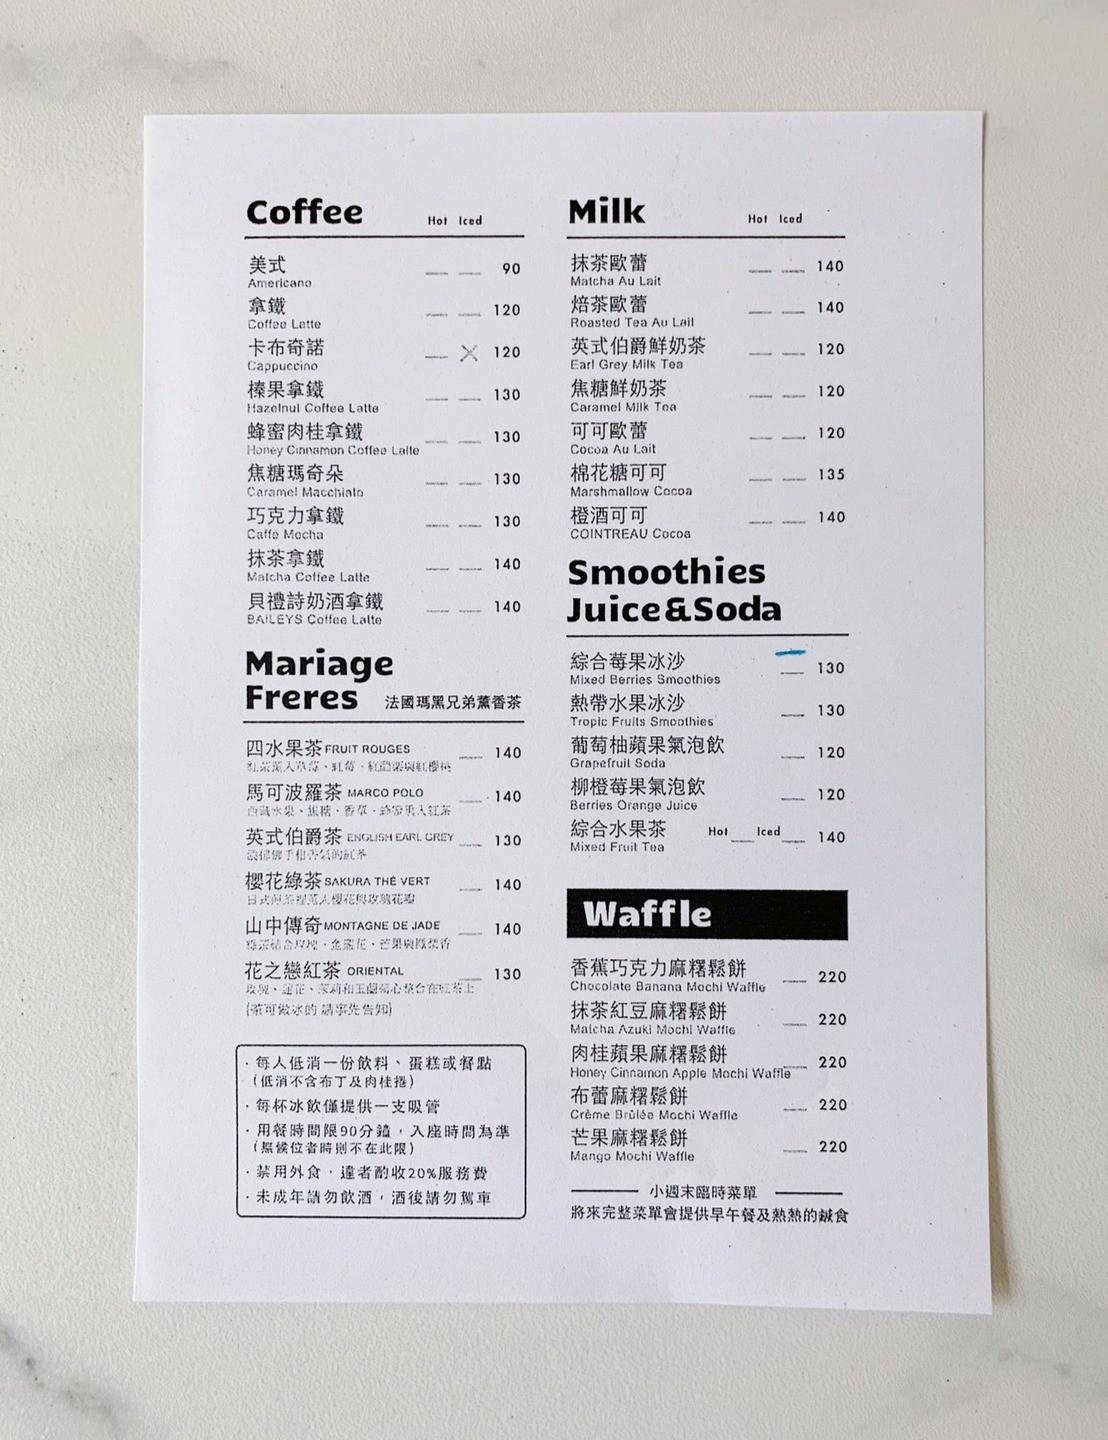 Coffee
Hot Iced
美式 90
Americano
拿鐵 120
Coffee Latte
卡布奇諾 120
Cappuccino
榛果拿鐵 130
Hazelnut Coffee Latte
蜂蜜肉桂拿鐵 130
Honey Cinnamon Coffee Latte
焦糖瑪奇朵 130
Caramel Macchiato
巧克力拿鐵 130
Caffè Mocha
抹茶拿鐵 140
Matcha Coffee Latte
貝禮詩奶酒拿鐵 140
BAILEYS Coffee Latte
Mariage
Freres 法國瑪黑兄弟薰香茶
四水果茶 FRUIT ROUGES 140
馬可波羅茶 MARCO POLO 140
英式伯爵茶 ENGLISH EARL GREY 130
櫻花綠茶 SAKURA THÉ VERT 140
山中傳奇 MONTAGNE DE JADE 140
花之戀紅茶 ORIENTAL 130
(茶可做冰的 請事先告知)
·每人低消一份飲料、蛋糕或餐點
(低消不含布丁及肉桂捲)
·每杯冰飲僅提供一支吸管
·用餐時間限90分鐘，入座時間為準
(無候位者時則不在此限)
·禁用外食，違者酌收20%服務費
·未成年請勿飲酒，酒後請勿駕車
Milk
Hot Iced
抹茶歐蕾 140
Matcha Au Lait
焙茶歐蕾 140
Roasted Tea Au Lait
英式伯爵鮮奶茶 120
Earl Grey Milk Tea
焦糖鮮奶茶 120
Caramel Milk Tea
可可歐蕾 120
Cocoa Au Lait
棉花糖可可 135
Marshmallow Cocoa
橙酒可可 140
COINTREAU Cocoa
Smoothies
Juice&Soda
綜合莓果冰沙 130
Mixed Berries Smoothies
熱帶水果冰沙 130
Tropic Fruits Smoothies
葡萄柚蘋果氣泡飲 120
Grapefruit Soda
柳橙莓果氣泡飲 120
Berries Orange Juice
綜合水果茶 Hot Iced 140
Mixed Fruit Tea
Waffle
香蕉巧克力麻糬鬆餅 220
Chocolate Banana Mochi Waffle
抹茶紅豆麻糬鬆餅 220
Matcha Azuki Mochi Waffle
肉桂蘋果麻糬鬆餅 220
Honey Cinnamon Apple Mochi Waffle
布蕾麻糬鬆餅 220
Crème Brûlée Mochi Waffle
芒果麻糬鬆餅 220
Mango Mochi Waffle
小週末臨時菜單
將來完整菜單會提供早午餐及熱熱的鹹食